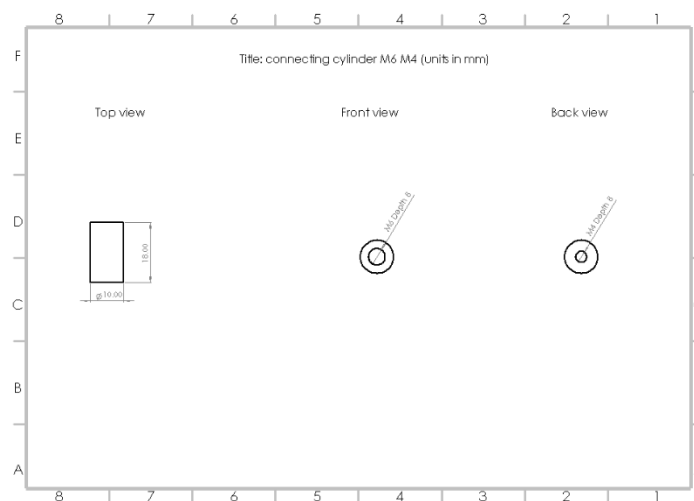 8 7 6 5 4 3 2 1
F
Title: connecting cylinder M6 M4 (units in mm)
Top view Front view Back view
E
D
M6 Depth 8
M4 Depth 8
18.00
⌀10.00
C
B
A
8 7 6 5 4 3 2 1